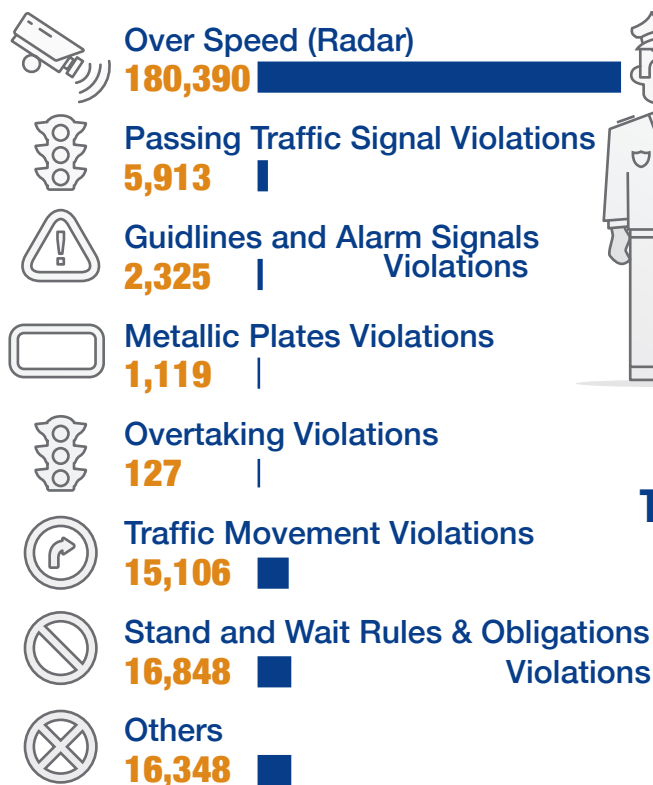 Over Speed (Radar)
180,390
Passing Traffic Signal Violations
5,913
Guidlines and Alarm Signals
Violations
2,325
Metallic Plates Violations
1,119
Overtaking Violations
127
Traffic Movement Violations
15,106
Stand and Wait Rules & Obligations
Violations
16,848
Others
16,348